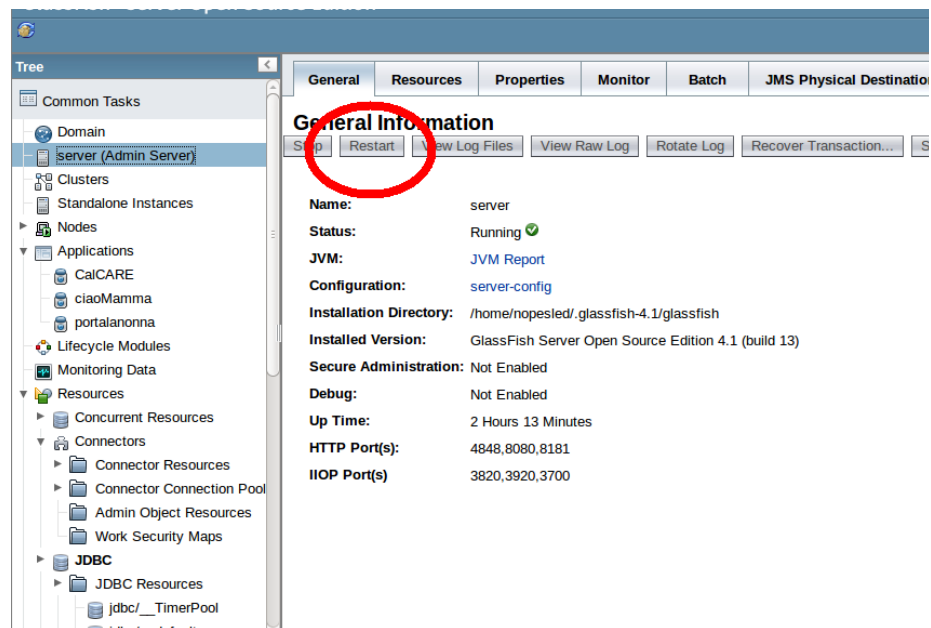 Tree
Common Tasks
Domain
server (Admin Server)
Clusters
Standalone Instances
Nodes
Applications
CalCARE
ciaoMamma
portalanonna
Lifecycle Modules
Monitoring Data
Resources
Concurrent Resources
Connectors
Connector Resources
Connector Connection Pool
Admin Object Resources
Work Security Maps
JDBC
JDBC Resources
jdbc/__TimerPool
General Resources Properties Monitor Batch JMS Physical Destinatio
General Information
Stop Restart View Log Files View Raw Log Rotate Log Recover Transaction... S
Name: server
Status: Running
JVM: JVM Report
Configuration: server-config
Installation Directory: /home/nopesled/.glassfish-4.1/glassfish
Installed Version: GlassFish Server Open Source Edition 4.1 (build 13)
Secure Administration: Not Enabled
Debug: Not Enabled
Up Time: 2 Hours 13 Minutes
HTTP Port(s): 4848,8080,8181
IIOP Port(s) 3820,3920,3700